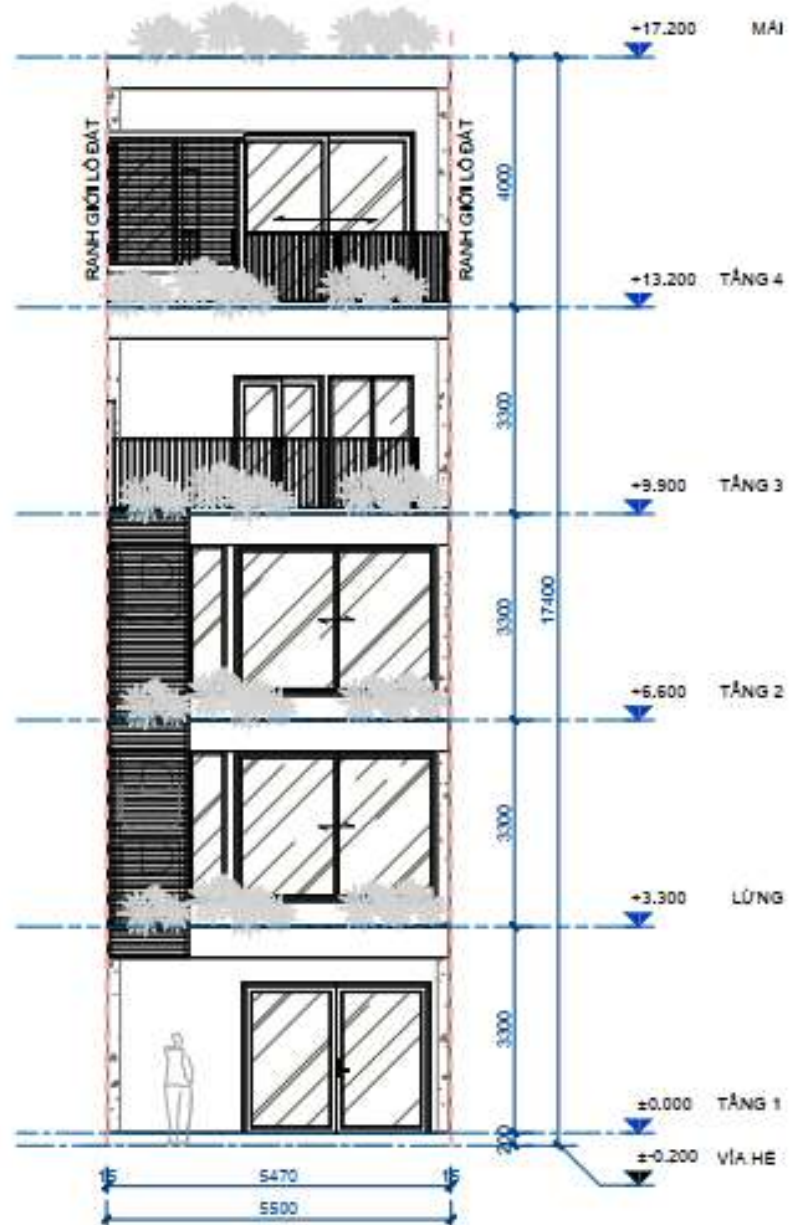 +17.200 MÁI
RANH GIỚI LÔ ĐẤT
RANH GIỚI LÔ ĐẤT
4000
+13.200 TẦNG 4
3300
+9.900 TẦNG 3
3300
17400
+6.600 TẦNG 2
3300
+3.300 LỬNG
3300
±0.000 TẦNG 1
200
±-0.200 VỈA HÈ
15 5470 15
5500